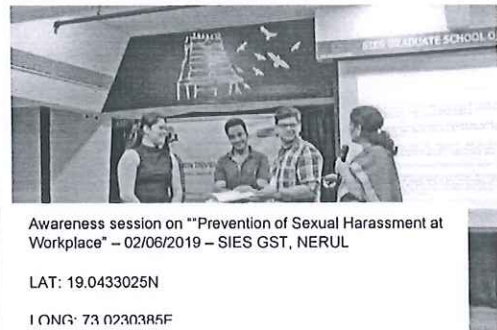 SIES GRADUATE SCHOOL O
Awareness session on ""Prevention of Sexual Harassment at
Workplace" – 02/06/2019 – SIES GST, NERUL
LAT: 19.0433025N
LONG: 73.0230385E